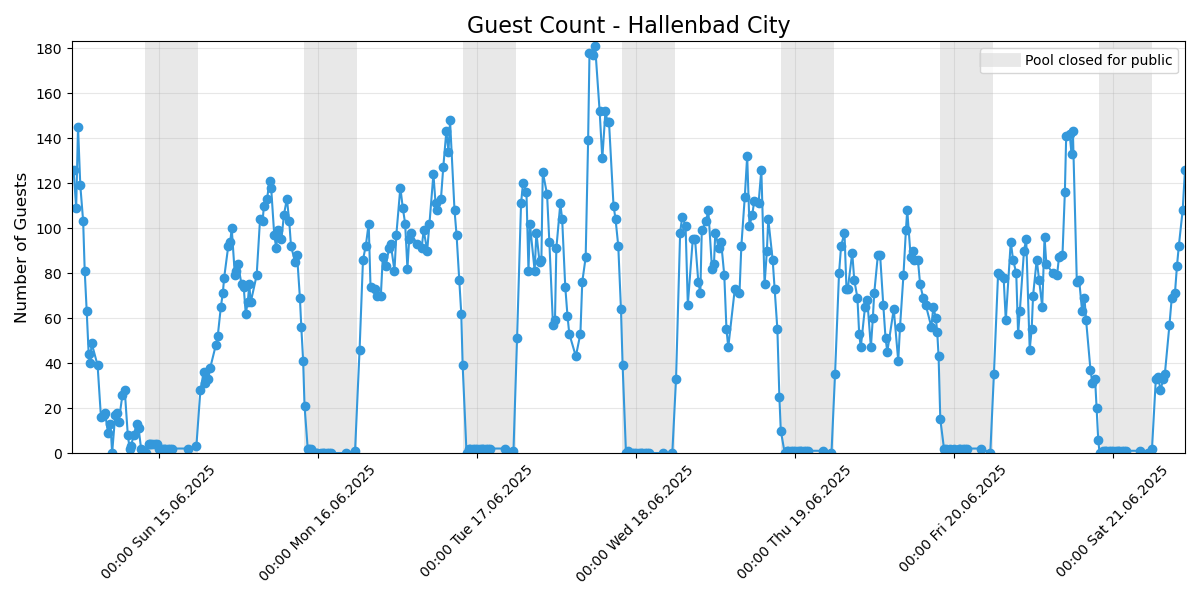 Guest Count - Hallenbad City
Pool closed for public
Number of Guests
180
160
140
120
100
80
60
40
20
0
00:00 Sun 15.06.2025
00:00 Mon 16.06.2025
00:00 Tue 17.06.2025
00:00 Wed 18.06.2025
00:00 Thu 19.06.2025
00:00 Fri 20.06.2025
00:00 Sat 21.06.2025